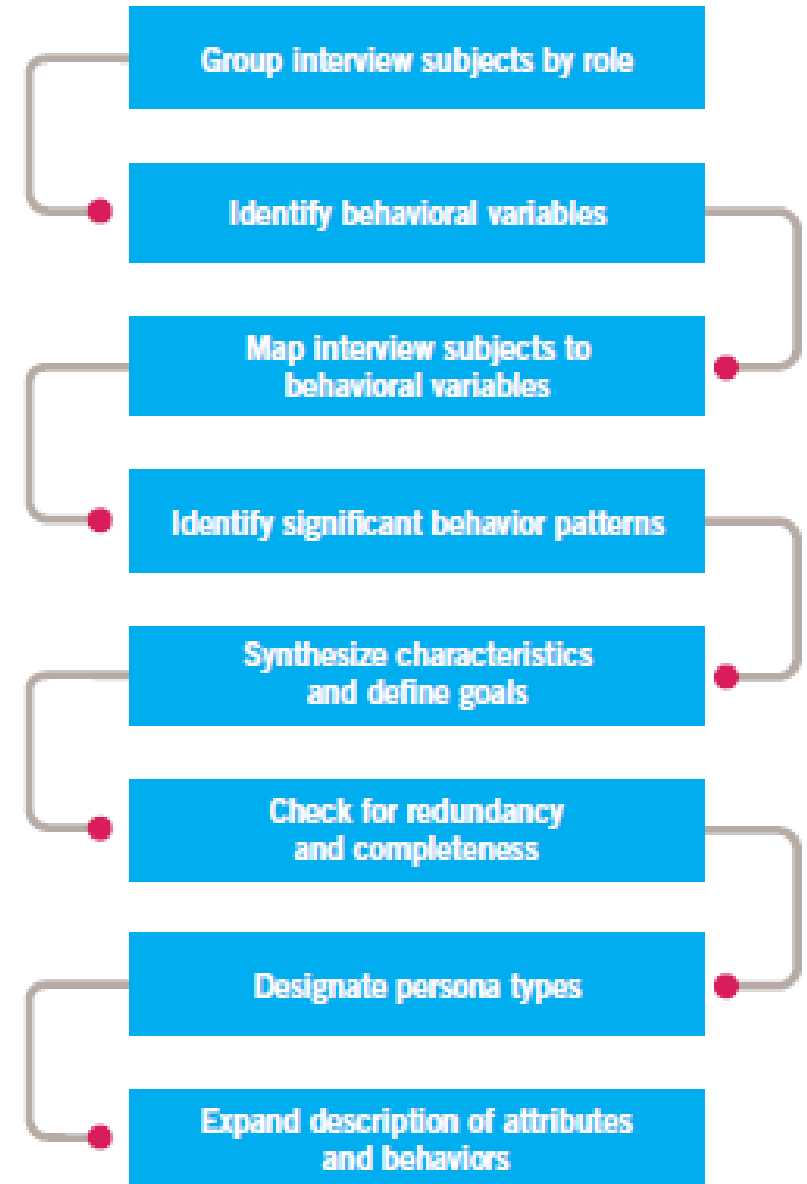 Group interview subjects by role
Identify behavioral variables
Map interview subjects to
behavioral variables
Identify significant behavior patterns
Synthesize characteristics
and define goals
Check for redundancy
and completeness
Designate persona types
Expand description of attributes
and behaviors